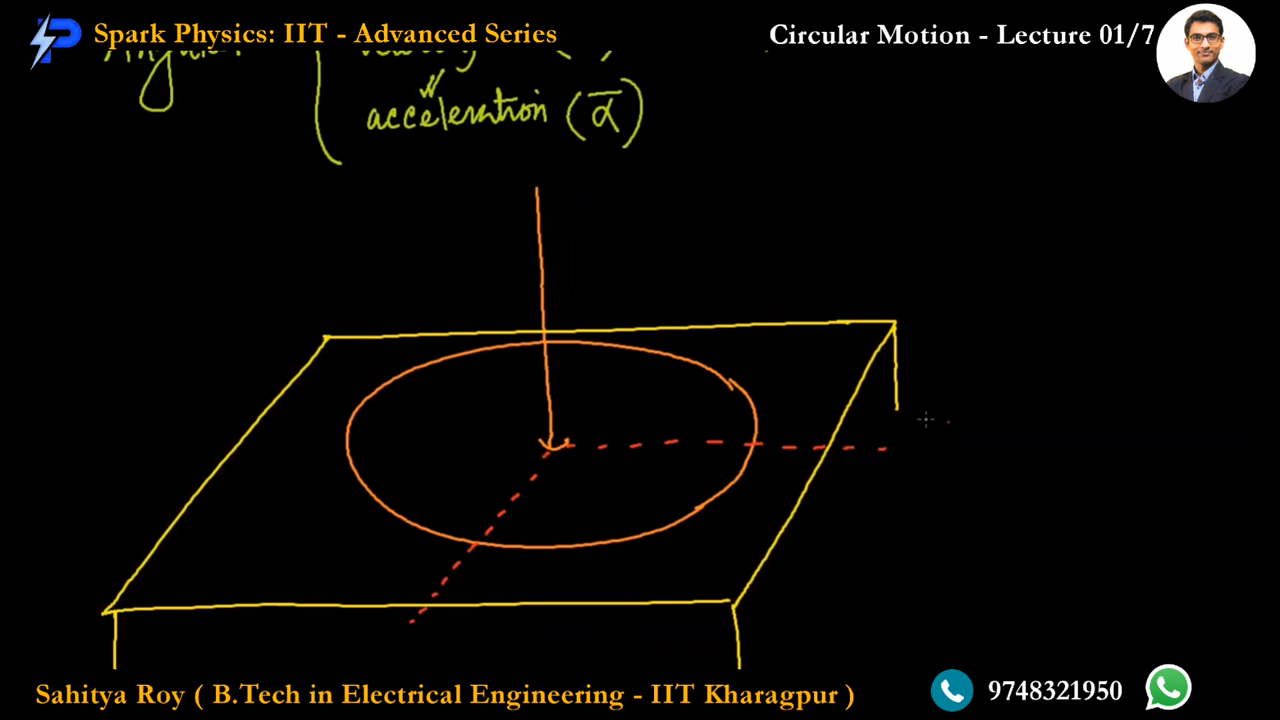 Spark Physics: IIT - Advanced Series
Circular Motion - Lecture 01/7
acceleration (α̅)
Sahitya Roy ( B.Tech in Electrical Engineering - IIT Kharagpur )
9748321950